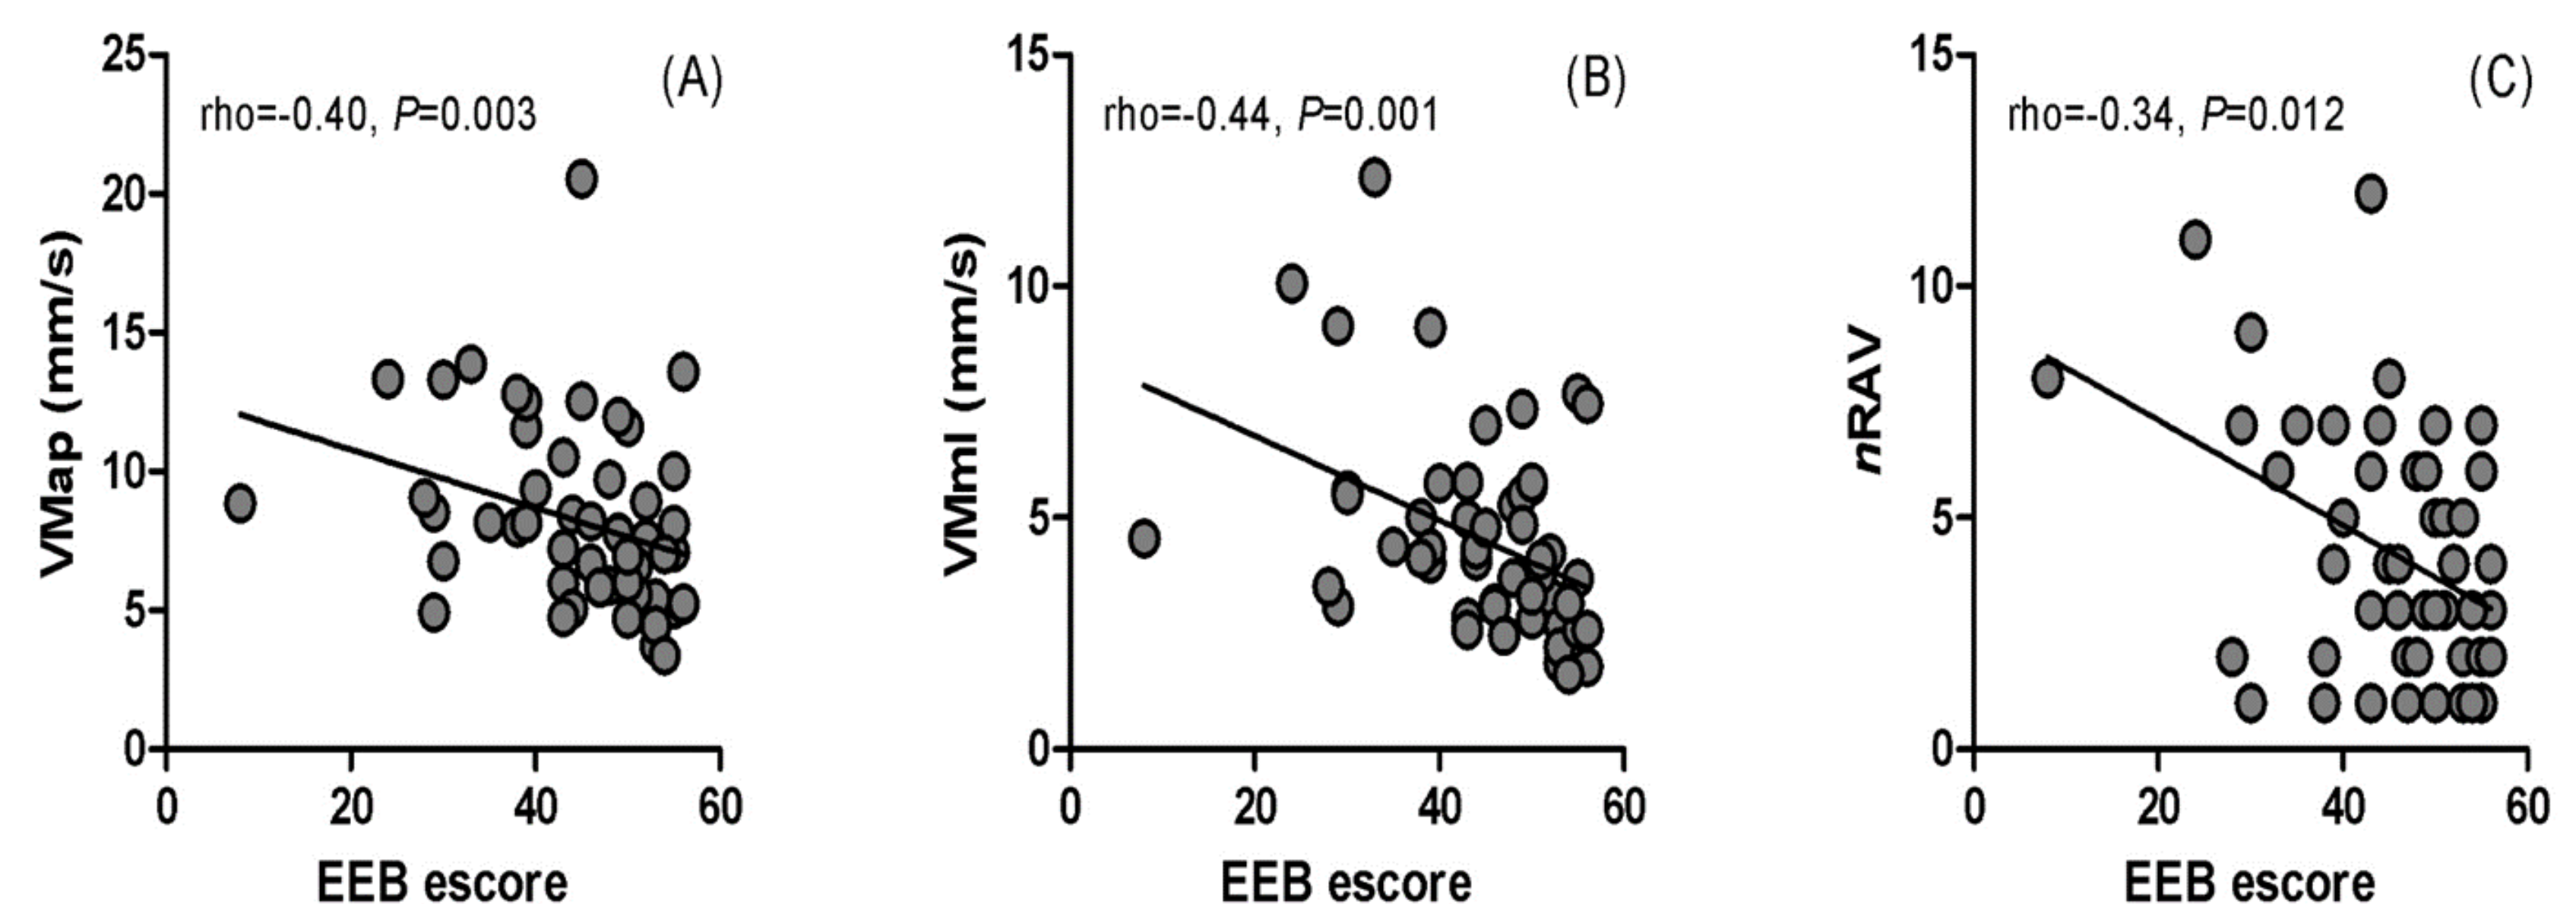 (A)
rho=-0.40, P=0.003
VMap (mm/s)
25
20
15
10
5
0
0 20 40 60
EEB escore
(B)
rho=-0.44, P=0.001
VMml (mm/s)
15
10
5
0
0 20 40 60
EEB escore
(C)
rho=-0.34, P=0.012
nRAV
15
10
5
0
0 20 40 60
EEB escore